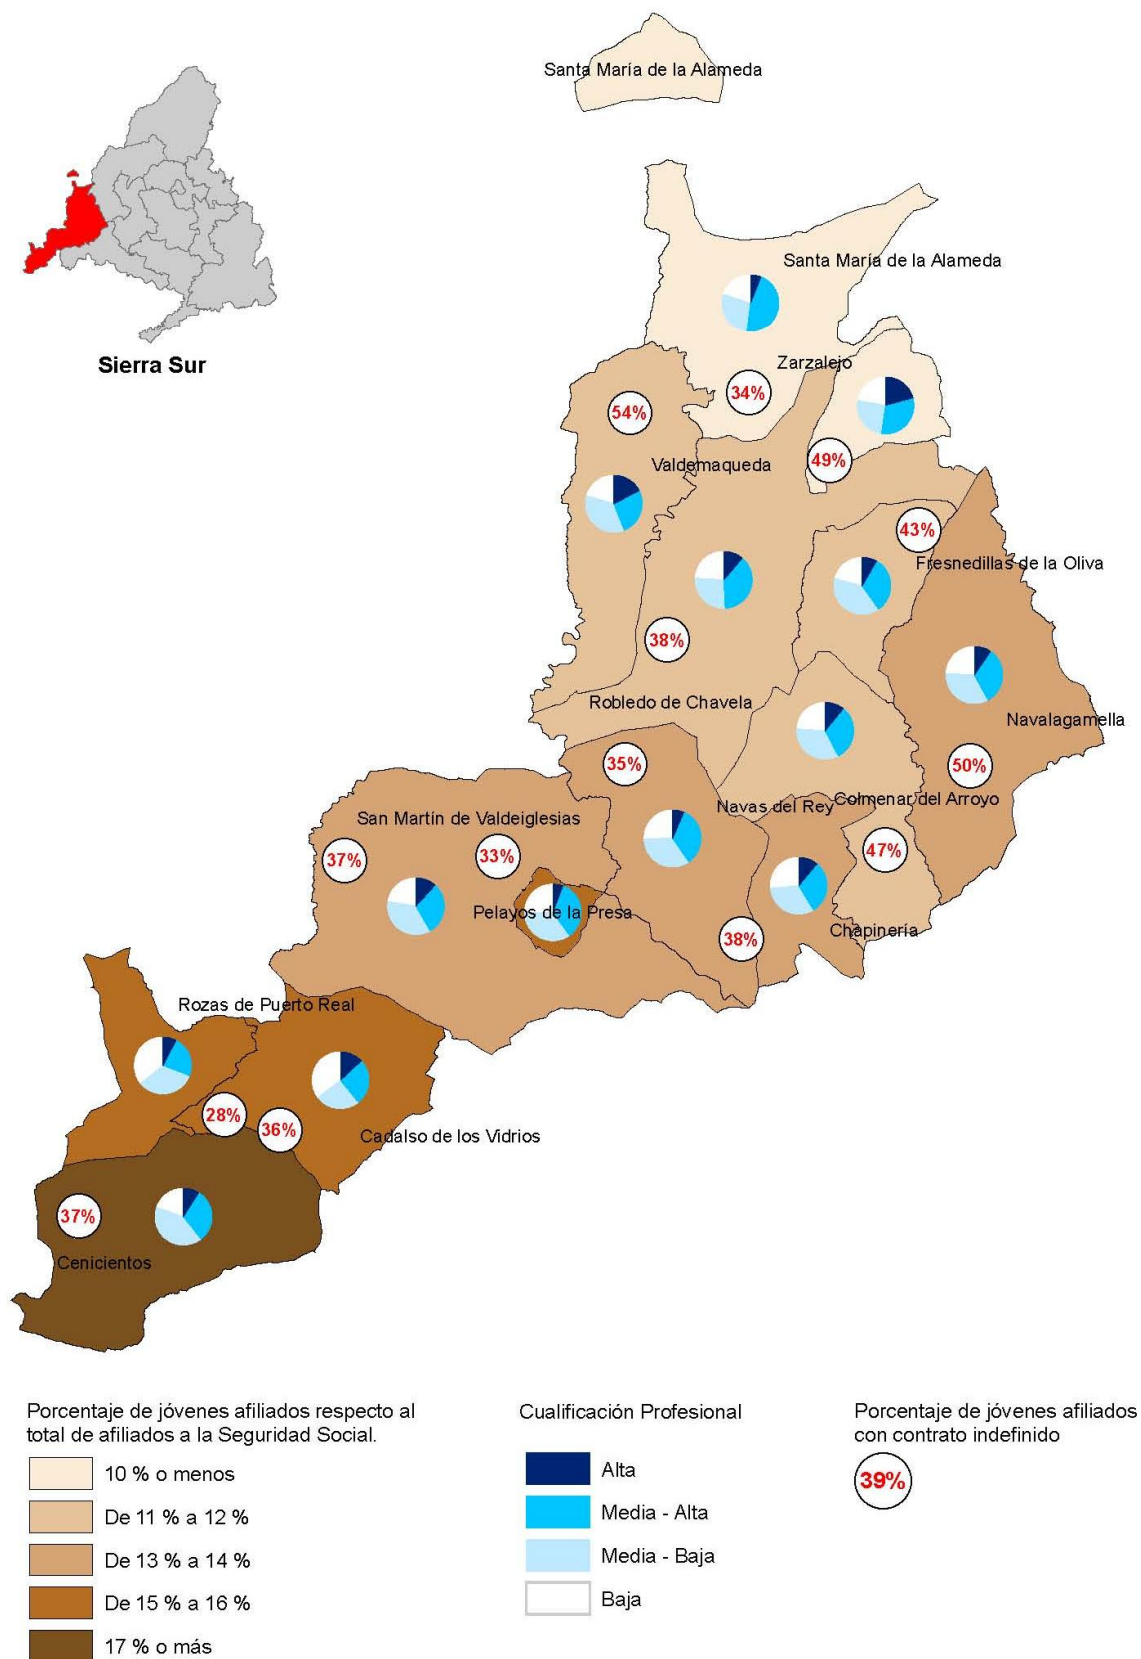 Santa María de la Alameda
Sierra Sur
Santa María de la Alameda
Zarzalejo
34%
54%
Valdemaqueda
49%
43%
Fresnedillas de la Oliva
38%
Robledo de Chavela
Navalagamella
35%
50%
Navas del Rey
Colmenar del Arroyo
San Martín de Valdeiglesias
37%
33%
47%
Pelayos de la Presa
38%
Chapinería
Rozas de Puerto Real
28%
36%
Cadalso de los Vidrios
37%
Cenicientos
Porcentaje de jóvenes afiliados respecto al
total de afiliados a la Seguridad Social.
10 % o menos
De 11 % a 12 %
De 13 % a 14 %
De 15 % a 16 %
17 % o más
Cualificación Profesional
Alta
Media - Alta
Media - Baja
Baja
Porcentaje de jóvenes afiliados
con contrato indefinido
39%